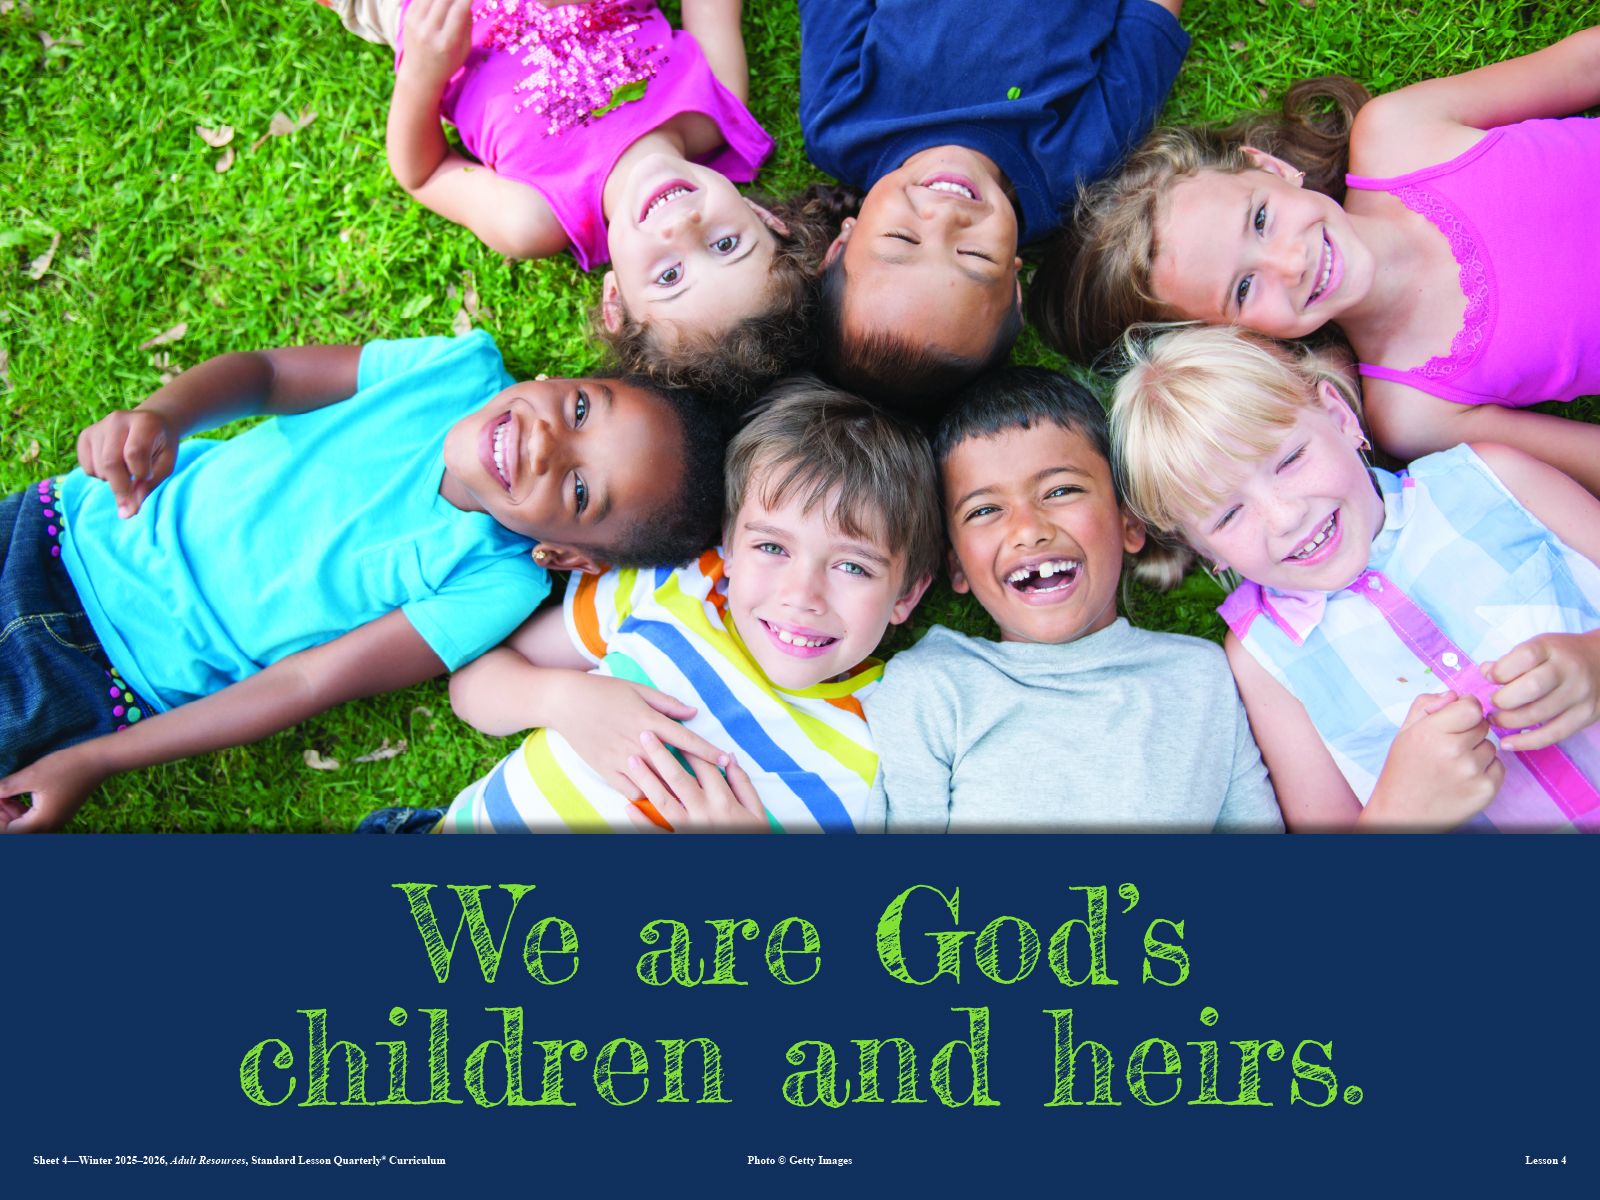 We are God's
children and heirs.
Sheet 4—Winter 2025–2026, Adult Resources, Standard Lesson Quarterly® Curriculum
Photo © Getty Images
Lesson 4